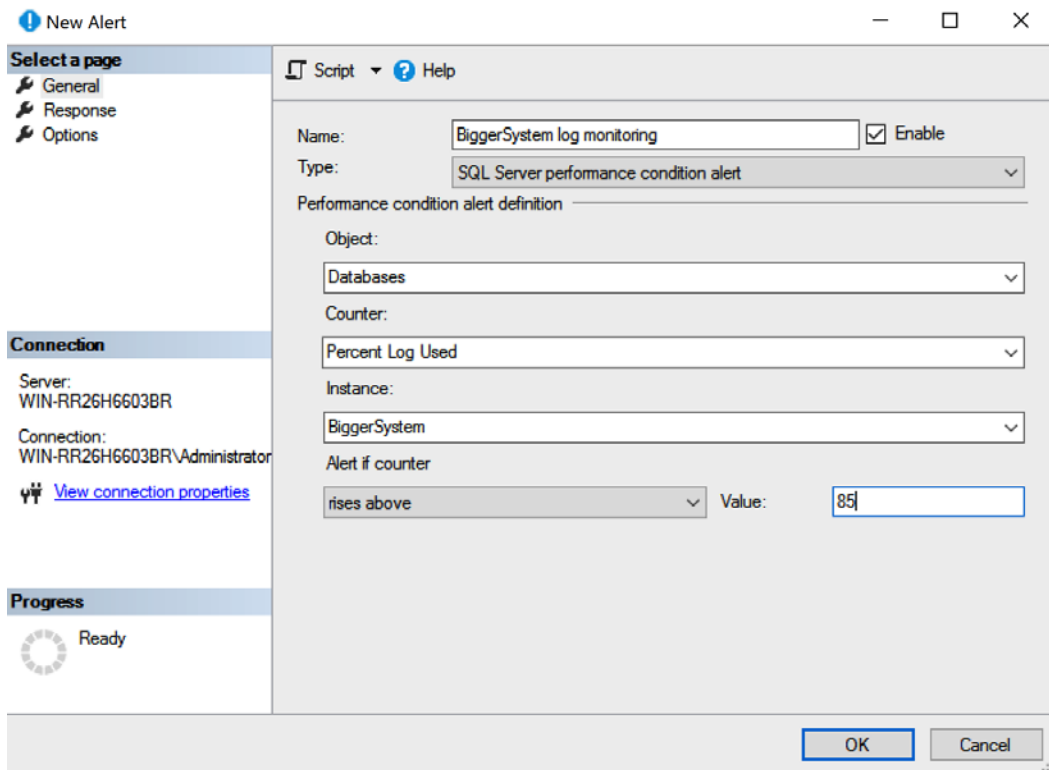 New Alert
Select a page
General
Response
Options
Script
Help
Name:
BiggerSystem log monitoring
Enable
Type:
SQL Server performance condition alert
Performance condition alert definition
Object:
Databases
Counter:
Percent Log Used
Instance:
BiggerSystem
Alert if counter
rises above
Value:
85
Connection
Server:
WIN-RR26H6603BR
Connection:
WIN-RR26H6603BR\Administrator
View connection properties
Progress
Ready
OK
Cancel